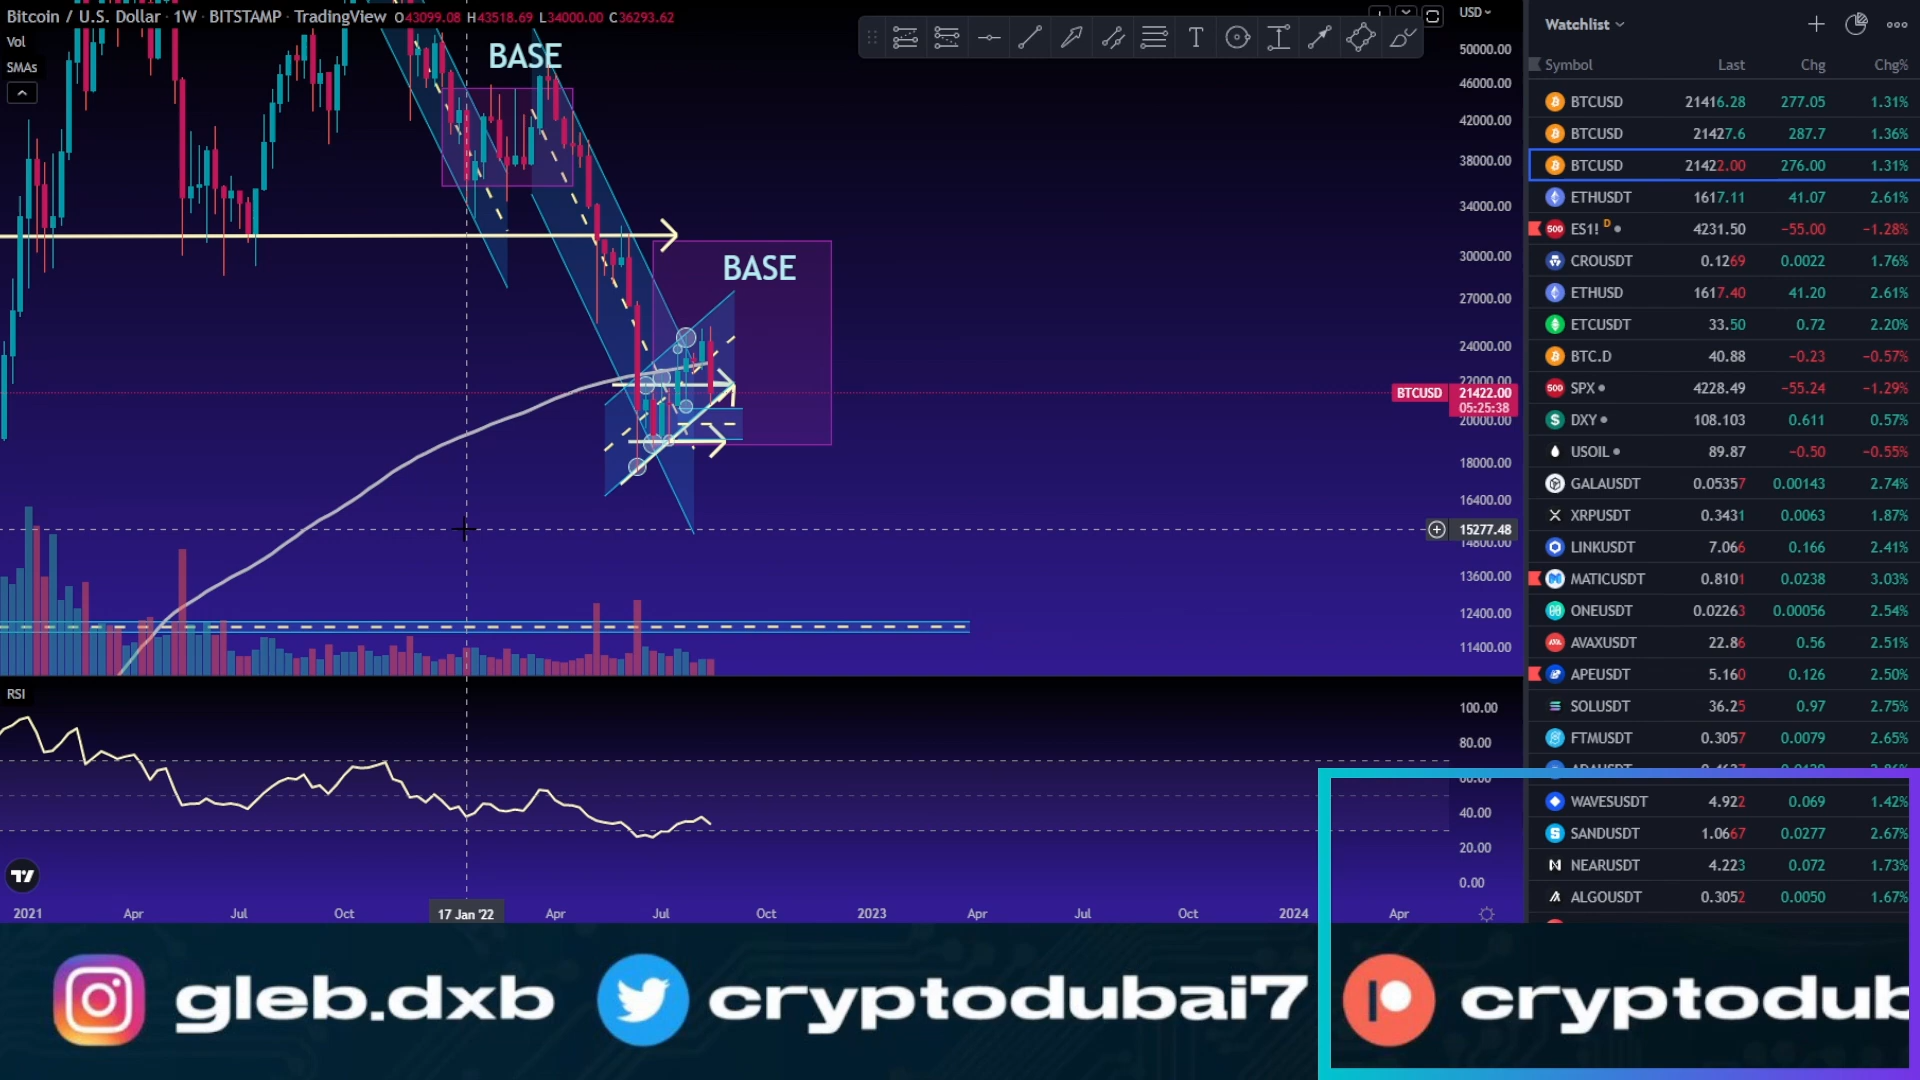 Bitcoin / U.S. Dollar · 1W · BITSTAMP · TradingView O43099.08 H43518.69 L34000.00 C36293.62
Vol
SMAs
BASE
BASE
USD
50000.00
46000.00
42000.00
38000.00
34000.00
30000.00
27000.00
24000.00
22000.00
BTCUSD 21422.00
05:25:38
20000.00
18000.00
16400.00
15277.48
14800.00
13600.00
12400.00
11400.00
RSI
100.00
80.00
60.00
40.00
20.00
0.00
2021 Apr Jul Oct 17 Jan '22 Apr Jul Oct 2023 Apr Jul Oct 2024 Apr
Watchlist
Symbol Last Chg Chg%
BTCUSD 21416.28 277.05 1.31%
BTCUSD 21427.6 287.7 1.36%
BTCUSD 21422.00 276.00 1.31%
ETHUSDT 1617.11 41.07 2.61%
500 ES1! D 4231.50 −55.00 −1.28%
CROUSDT 0.1269 0.0022 1.76%
ETHUSD 1617.40 41.20 2.61%
ETCUSDT 33.50 0.72 2.20%
BTC.D 40.88 −0.23 −0.57%
500 SPX 4228.49 −55.24 −1.29%
DXY 108.103 0.611 0.57%
USOIL 89.87 −0.50 −0.55%
GALAUSDT 0.05357 0.00143 2.74%
XRPUSDT 0.3431 0.0063 1.87%
LINKUSDT 7.066 0.166 2.41%
MATICUSDT 0.8101 0.0238 3.03%
ONEUSDT 0.02263 0.00056 2.54%
AVAXUSDT 22.86 0.56 2.51%
APEUSDT 5.160 0.126 2.50%
SOLUSDT 36.25 0.97 2.75%
FTMUSDT 0.3057 0.0079 2.65%
WAVESUSDT 4.922 0.069 1.42%
SANDUSDT 1.0667 0.0277 2.67%
NEARUSDT 4.223 0.072 1.73%
ALGOUSDT 0.3052 0.0050 1.67%
gleb.dxb cryptodubai7 cryptodub